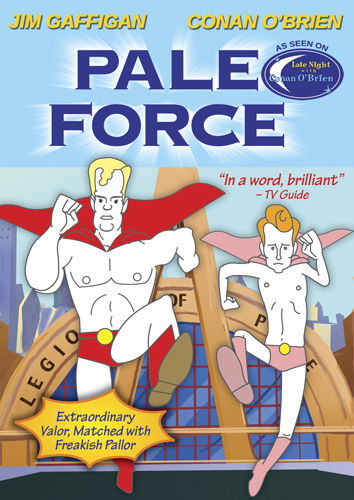 JIM GAFFIGAN CONAN O'BRIEN
PALE
FORCE
AS SEEN ON
Late Night
with
Conan O'Brien
"In a word, brilliant"
– TV Guide
LEGIO OF P E
Extraordinary
Valor, Matched with
Freakish Pallor